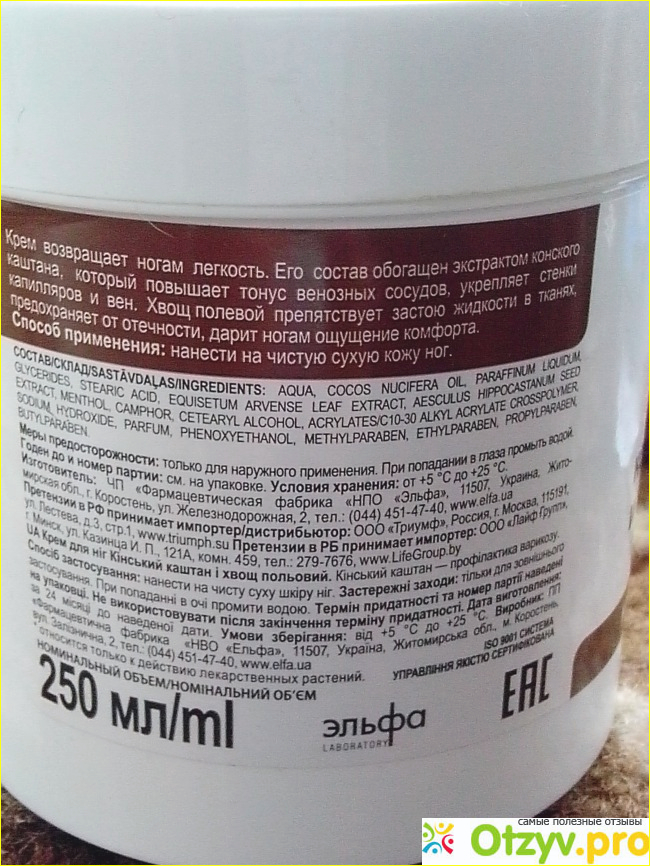 Крем возвращает ногам легкость. Его состав обогащен экстрактом конского
каштана, который повышает тонус венозных сосудов, укрепляет стенки
капилляров и вен. Хвощ полевой препятствует застою жидкости в тканях,
предохраняет от отечности, дарит ногам ощущение комфорта.
Способ применения: нанести на чистую сухую кожу ног.
СОСТАВ/СКЛАД/SASTĀVDAĻAS/INGREDIENTS: AQUA, COCOS NUCIFERA OIL, PARAFFINUM LIQUIDUM,
GLYCERIDES, STEARIC ACID, EQUISETUM ARVENSE LEAF EXTRACT, AESCULUS HIPPOCASTANUM SEED
EXTRACT, MENTHOL, CAMPHOR, CETEARYL ALCOHOL, ACRYLATES/C10-30 ALKYL ACRYLATE CROSSPOLYMER,
SODIUM, HYDROXIDE, PARFUM, PHENOXYETHANOL, METHYLPARABEN, ETHYLPARABEN, PROPYLPARABEN,
BUTYLPARABEN.
Меры предосторожности: только для наружного применения. При попадании в глаза промыть водой.
Годен до и номер партии: см. на упаковке. Условия хранения: от +5 °С до +25 °С.
Изготовитель: ЧП «Фармацевтическая фабрика «НПО «Эльфа», 11507, Украина, Жито-
мирская обл., г. Коростень, ул. Железнодорожная, 2, тел.: (044) 451-47-40, www.elfa.ua
Претензии в РФ принимает импортер/дистрибьютор: ООО «Триумф», Россия, г. Москва, 115191,
ул. Лестева, д.3, стр.1, www.triumph.su Претензии в РБ принимает импортер: ООО «Лайф Групп»,
г. Минск, ул. Казинца И. П., 121А, комн. 459, тел.: 279-7676, www.LifeGroup.by
UA Крем для ніг Кінський каштан і хвощ польовий. Кінський каштан — профілактика варикозу.
Спосіб застосування: нанести на чисту суху шкіру ніг. Застережні заходи: тільки для зовнішнього
застосування. При попаданні в очі промити водою. Термін придатності та номер партії наведені
на упаковці. Не використовувати після закінчення терміну придатності. Дата виготовлення:
за 24 місяці до наведеної дати. Умови зберігання: від +5 °С до +25 °С. Виробник: ПП
«Фармацевтична фабрика «НВО «Ельфа», 11507, Україна, Житомирська обл., м. Коростень,
вул. Залізнична, 2, тел.: (044) 451-47-40, www.elfa.ua
*относится только к действию лекарственных растений.
ISO 9001 СИСТЕМА
УПРАВЛІННЯ ЯКІСТЮ СЕРТИФІКОВАНА
НОМИНАЛЬНЫЙ ОБЪЕМ/НОМІНАЛЬНИЙ ОБ'ЄМ
250 мл/ml
эльфа
LABORATORY
EAC
самые полезные отзывы
Otzyv.pro